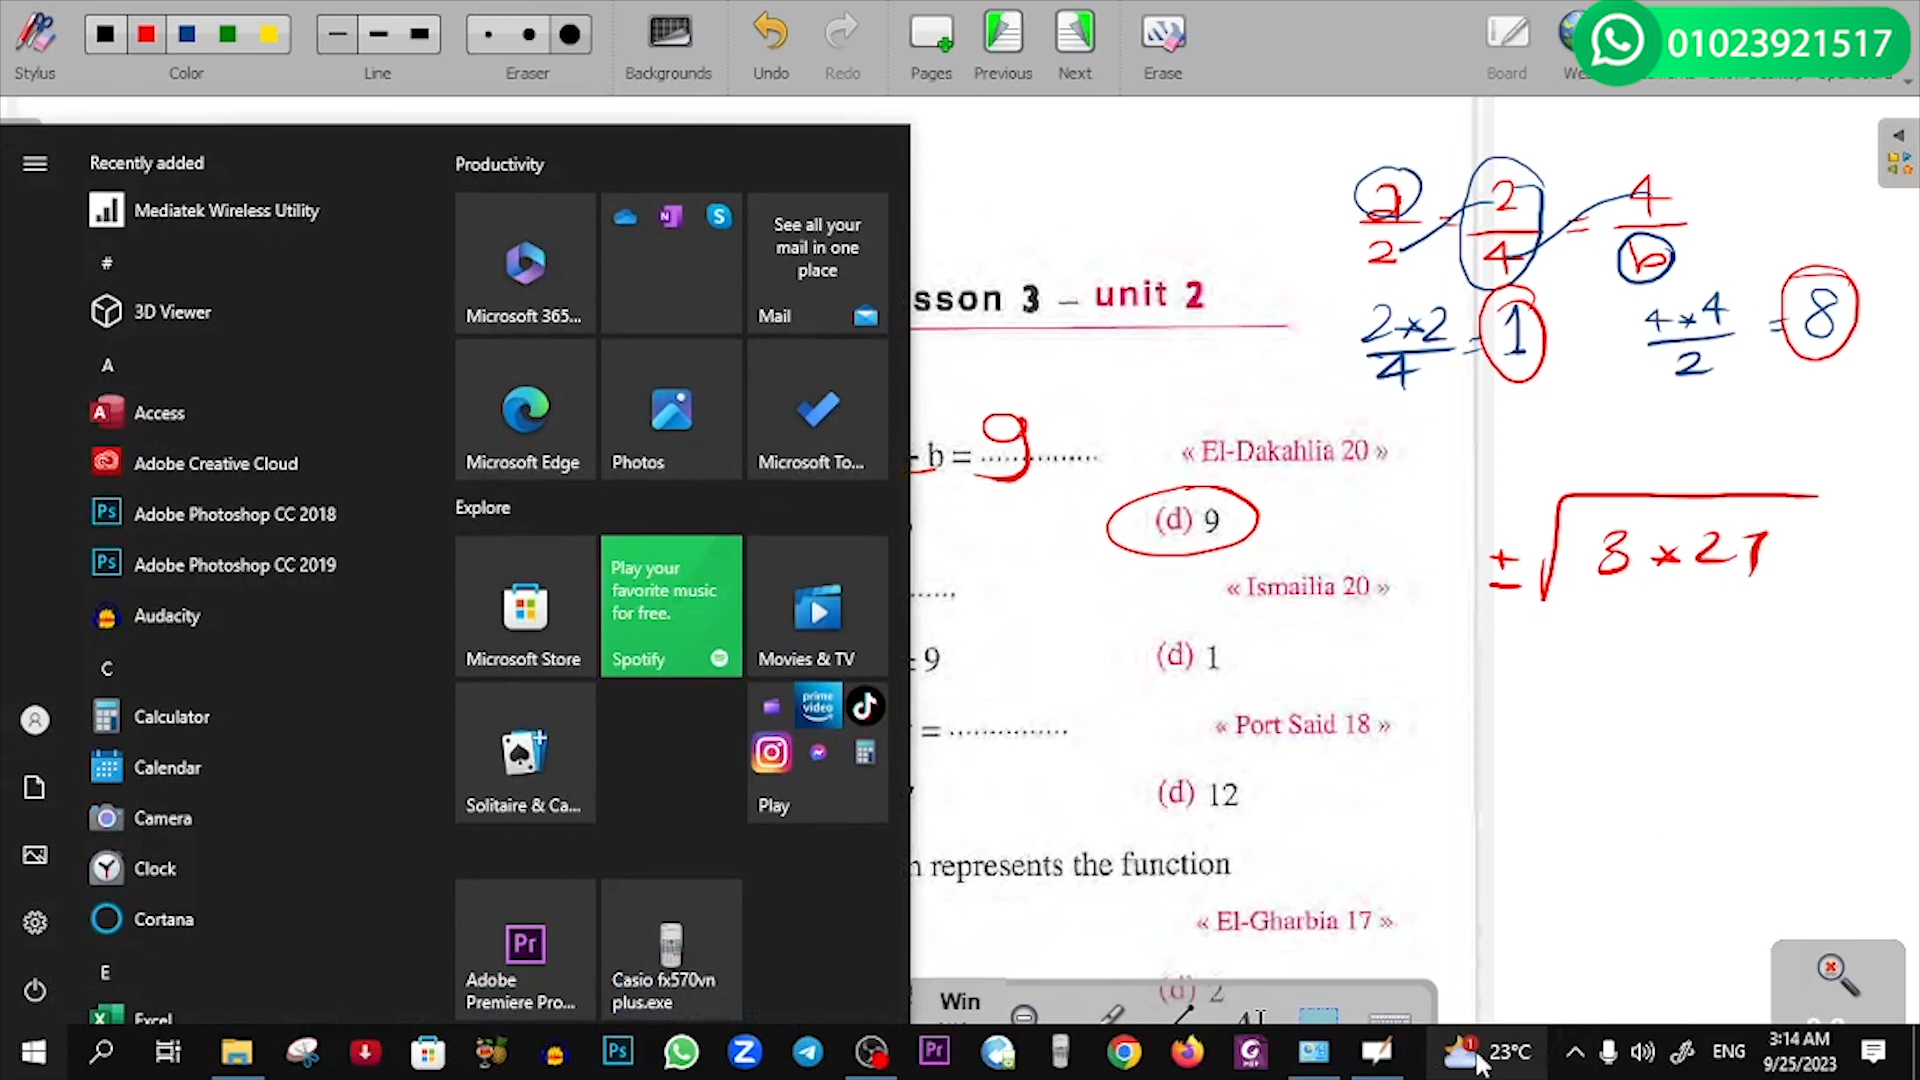 Stylus
Color
Line
Eraser
Backgrounds
Undo
Redo
Pages
Previous
Next
Erase
Board
01023921517
Recently added
Mediatek Wireless Utility
#
3D Viewer
A
Access
Adobe Creative Cloud
Adobe Photoshop CC 2018
Adobe Photoshop CC 2019
Audacity
C
Calculator
Calendar
Camera
Clock
Cortana
E
Excel
Productivity
Microsoft 365...
See all your
mail in one
place
Mail
Microsoft Edge
Photos
Microsoft To...
Explore
Microsoft Store
Play your
favorite music
for free.
Spotify
Movies & TV
Solitaire & Ca...
prime
video
Play
Adobe
Premiere Pro...
Casio fx570vn
plus.exe
sson 3 – unit 2
b = ............... 9
« El-Dakahlia 20 »
(d) 9
« Ismailia 20 »
9
(d) 1
= ..............
« Port Said 18 »
(d) 12
represents the function
« El-Gharbia 17 »
(d) 2
a/2 = 2/4 = 4/b
2×2/4 = 1
4×4/2 = 8
± √3×27
Win
23°C
ENG
3:14 AM
9/25/2023